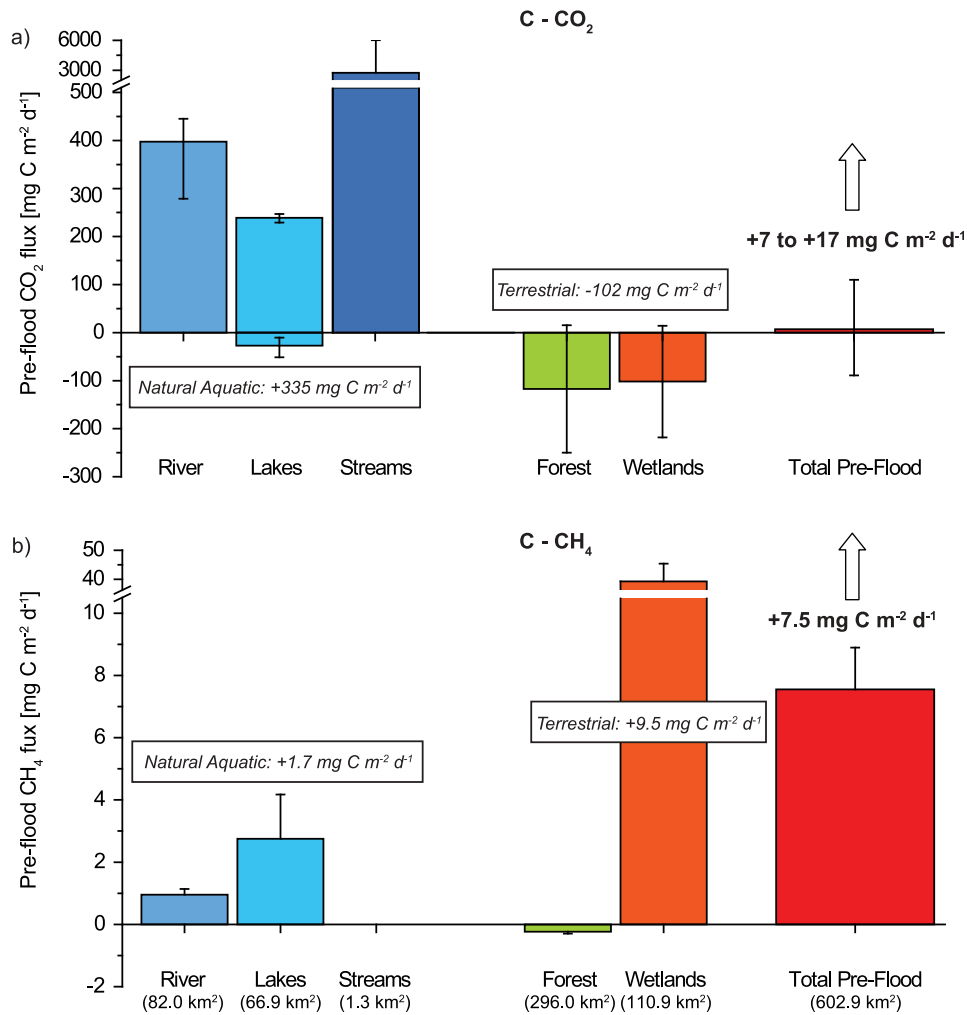 C - CO₂
a)
Pre-flood CO₂ flux [mg C m⁻² d⁻¹]
6000
3000
500
400
300
200
100
0
-100
-200
-300
+7 to +17 mg C m⁻² d⁻¹
Terrestrial: -102 mg C m⁻² d⁻¹
Natural Aquatic: +335 mg C m⁻² d⁻¹
River Lakes Streams Forest Wetlands Total Pre-Flood
b)
C - CH₄
Pre-flood CH₄ fux [mg C m⁻² d⁻¹]
50
40
10
8
6
4
2
0
-2
+7.5 mg C m⁻² d⁻¹
Terrestrial: +9.5 mg C m⁻² d⁻¹
Natural Aquatic: +1.7 mg C m⁻² d⁻¹
River Lakes Streams Forest Wetlands Total Pre-Flood
(82.0 km²) (66.9 km²) (1.3 km²) (296.0 km²) (110.9 km²) (602.9 km²)